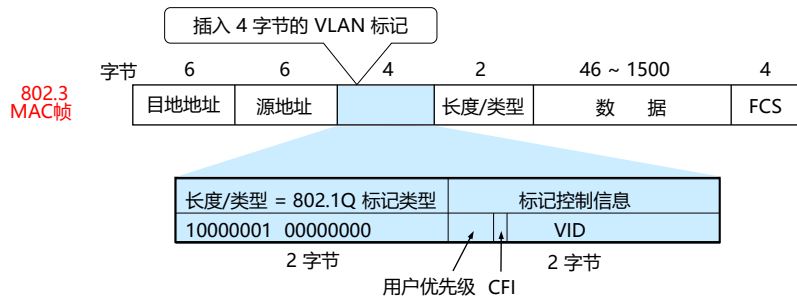 插入 4 字节的 VLAN 标记
字节 6 6 4 2 46 ~ 1500 4
802.3
MAC帧
目地地址 源地址 长度/类型 数 据 FCS
长度/类型 = 802.1Q 标记类型 标记控制信息
10000001 00000000 VID
2 字节 2 字节
用户优先级 CFI